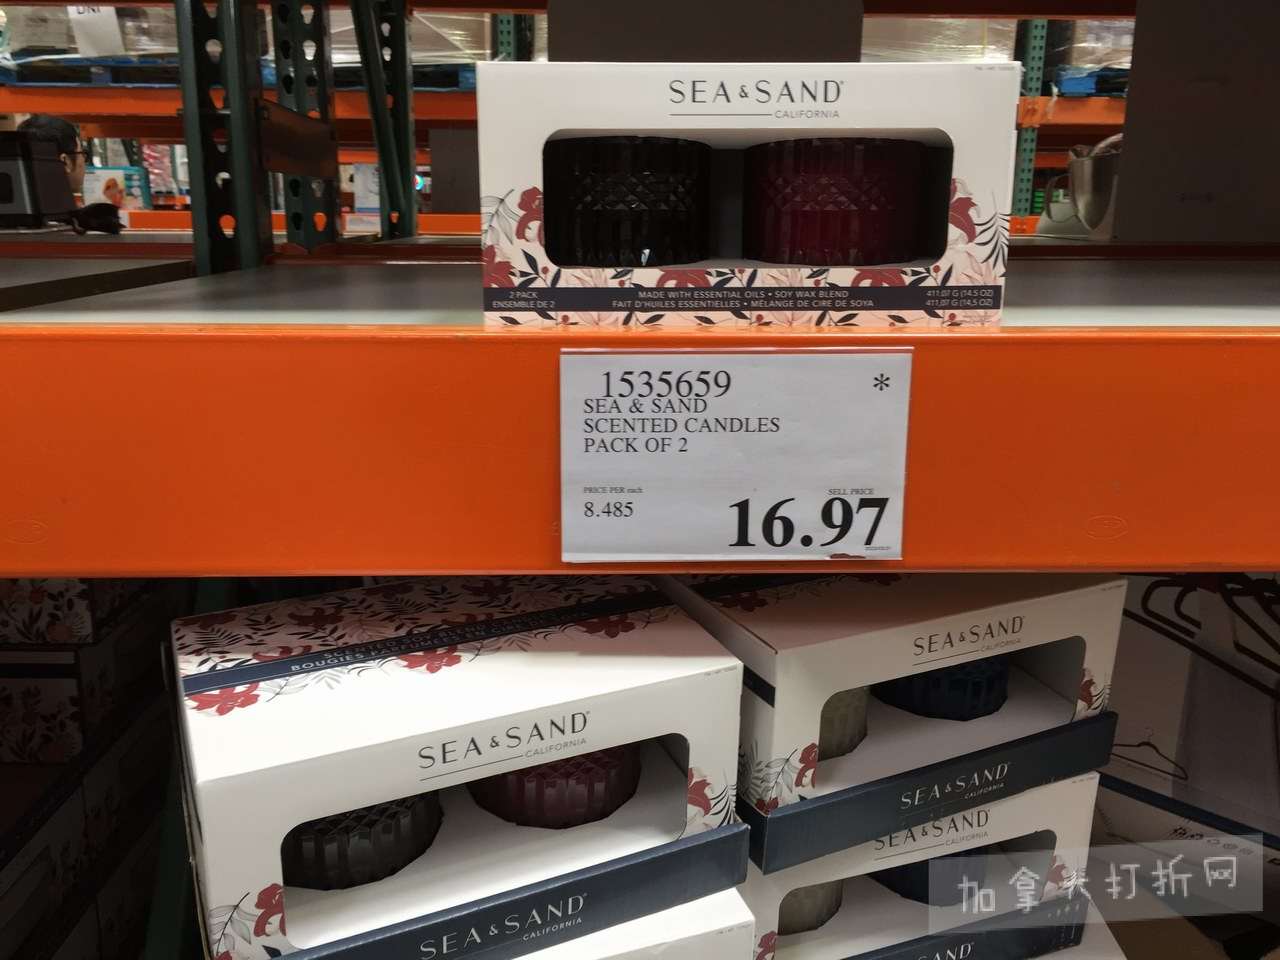 DNI
SEA & SAND
CALIFORNIA
2 PACK
ENSEMBLE DE 2
MADE WITH ESSENTIAL OILS • SOY WAX BLEND
FAIT D'HUILES ESSENTIELLES • MÉLANGE DE CIRE DE SOYA
411,07 G (14.5 OZ)
411,07 G (14,5 OZ)
1535659
*
SEA & SAND
SCENTED CANDLES
PACK OF 2
PRICE PER each
8.485
SELL PRICE
16.97
SEA & SAND
CALIFORNIA
SEA & SAND
CALIFORNIA
SEA & SAND
CALIFORNIA
SEA & SAND
CALIFORNIA
SEA & SAND
CALIFORNIA
SAND
加拿大打折网